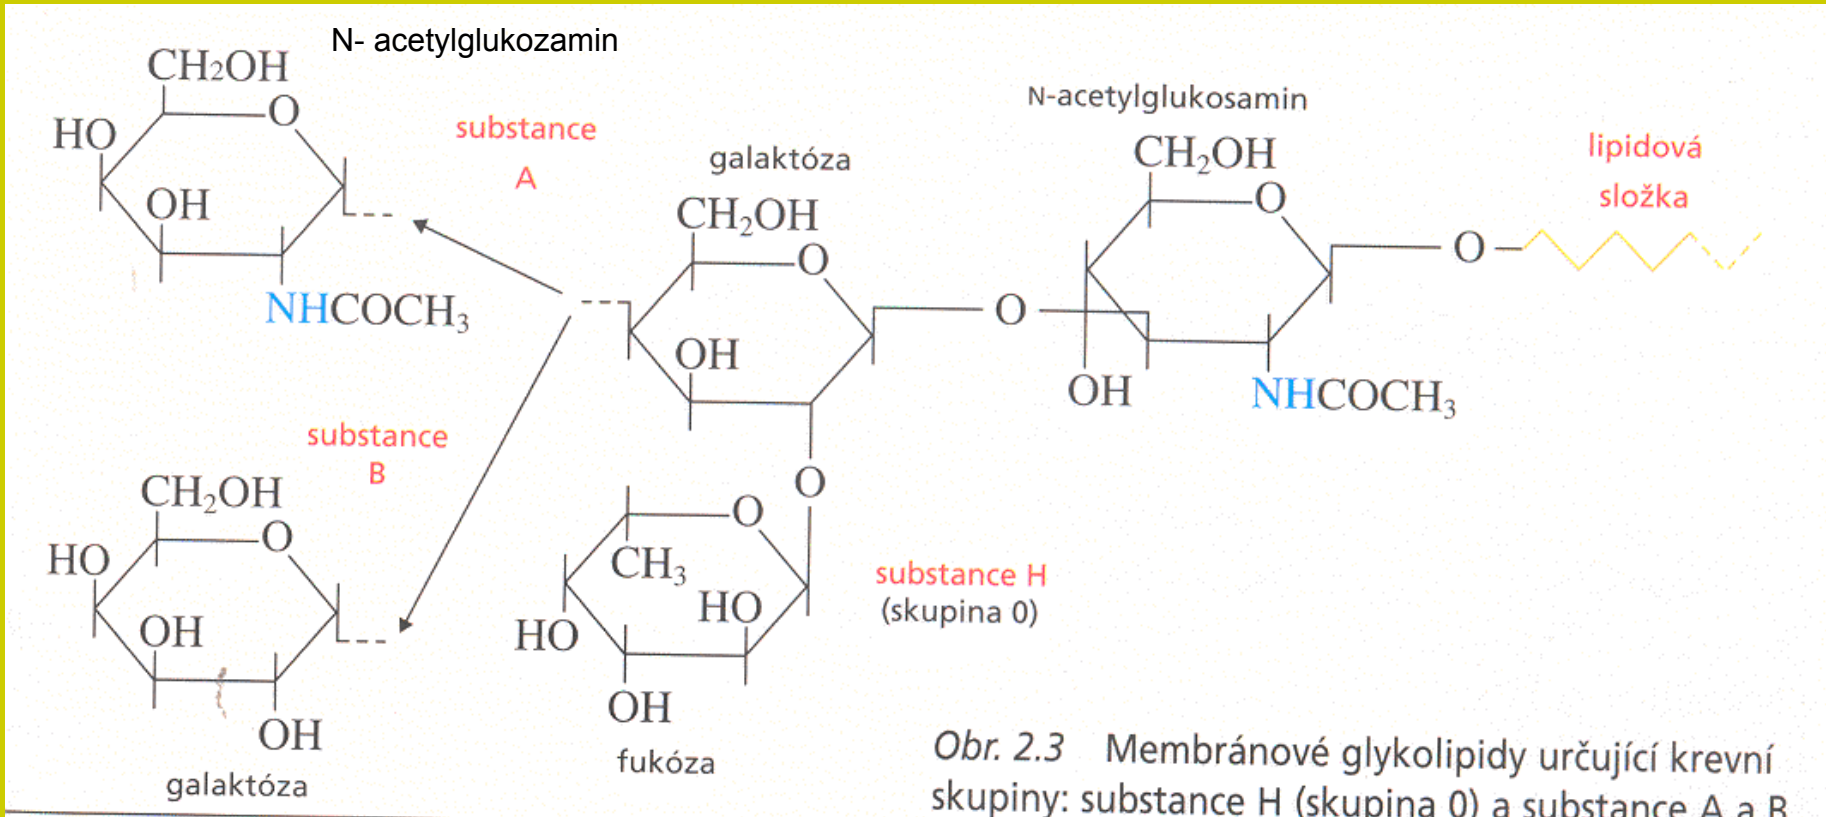 N- acetylglukozamin
CH2OH
O
HO
OH
NHCOCH3
substance
A
galaktóza
CH2OH
O
OH
O
N-acetylglukosamin
CH2OH
O
OH
NHCOCH3
O
lipidová
složka
substance
B
CH2OH
O
HO
OH
OH
galaktóza
O
O
CH3
HO
HO
OH
fukóza
substance H
(skupina 0)
Obr. 2.3 Membránové glykolipidy určující krevní
skupiny: substance H (skupina 0) a substance A a B